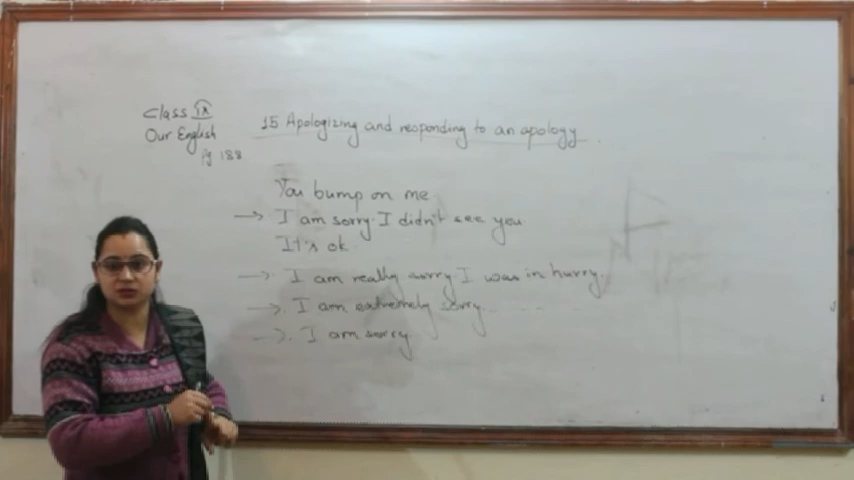 Class IX
Our English
pg 188
15 Apologizing and responding to an apology
You bump on me
→ I am sorry. I didn't see you
It's ok
→ I am really sorry I was in hurry.
→ I am extremely sorry.....
→ I am sorry